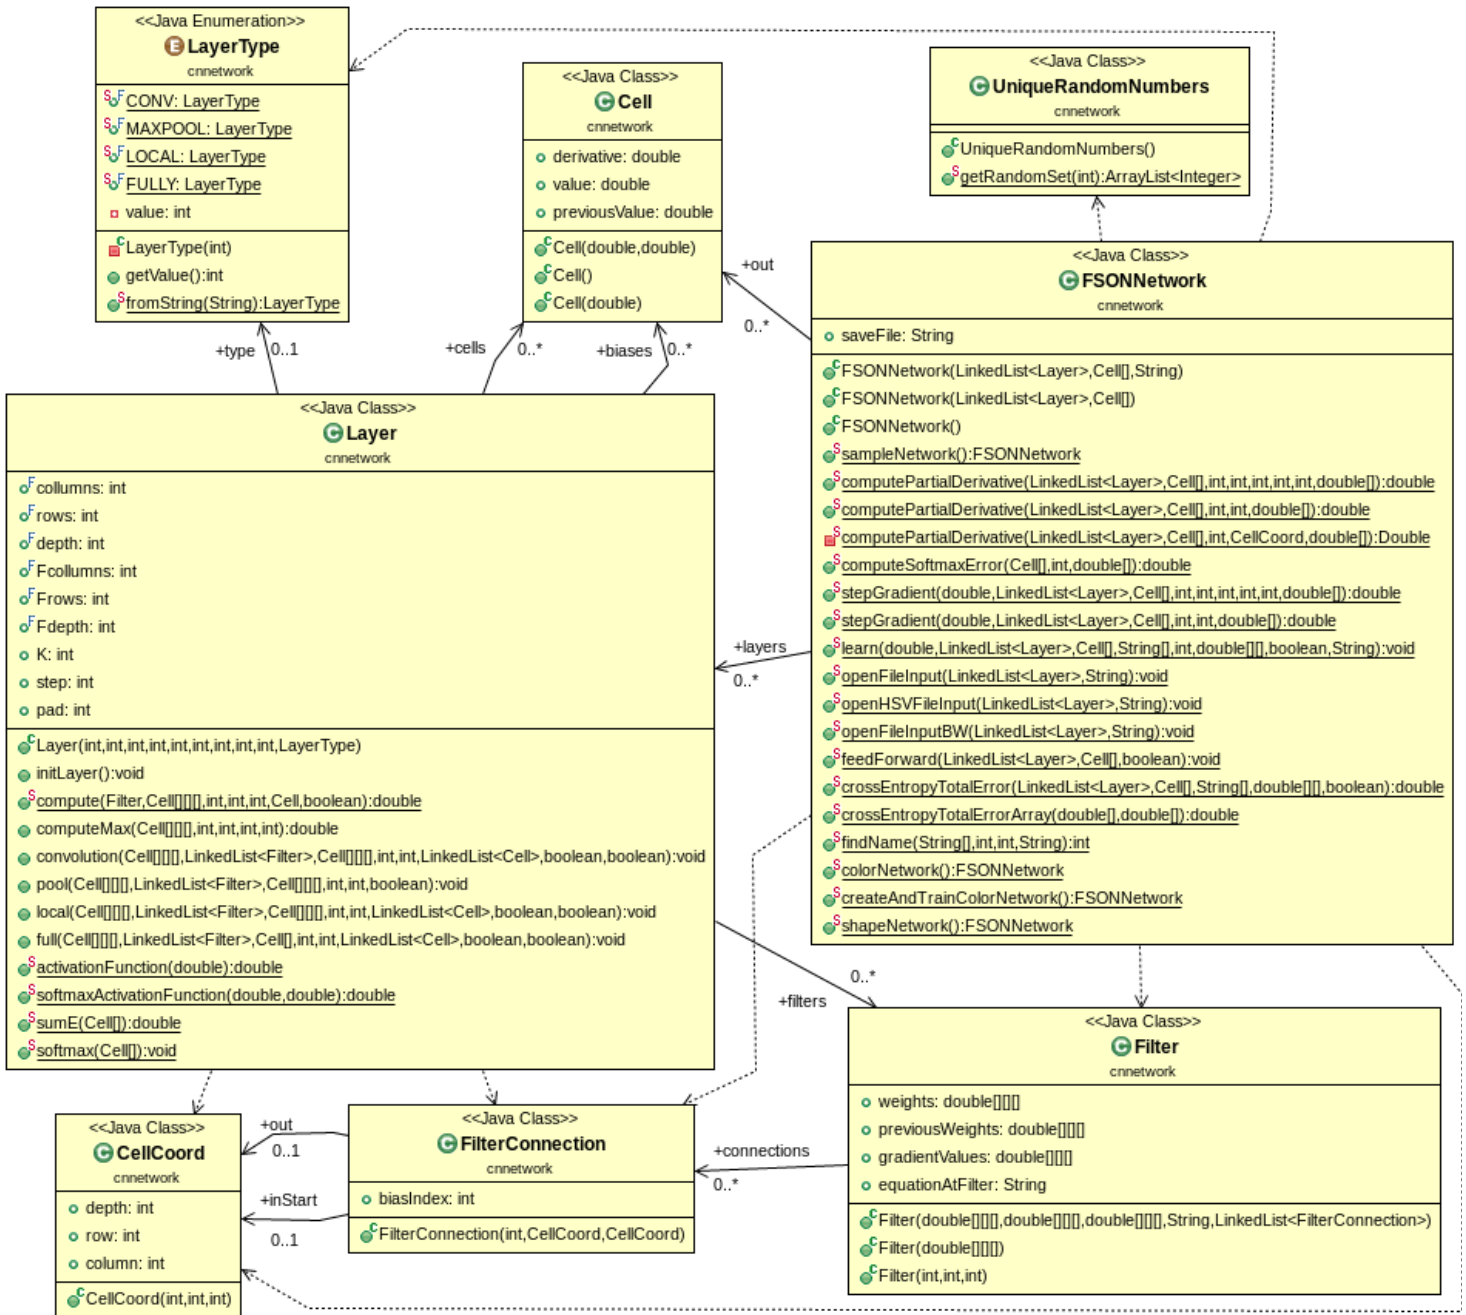 <<Java Enumeration>>
LayerType
cnnetwork
CONV: LayerType
MAXPOOL: LayerType
LOCAL: LayerType
FULLY: LayerType
value: int
LayerType(int)
getValue():int
fromString(String):LayerType
<<Java Class>>
Cell
cnnetwork
derivative: double
value: double
previousValue: double
Cell(double,double)
Cell()
Cell(double)
<<Java Class>>
UniqueRandomNumbers
cnnetwork
UniqueRandomNumbers()
getRandomSet(int):ArrayList<Integer>
+out
0..*
+type
0..1
+cells
0..*
+biases
0..*
<<Java Class>>
FSONNetwork
cnnetwork
saveFile: String
FSONNetwork(LinkedList<Layer>,Cell[],String)
FSONNetwork(LinkedList<Layer>,Cell[])
FSONNetwork()
sampleNetwork():FSONNetwork
computePartialDerivative(LinkedList<Layer>,Cell[],int,int,int,int,int,double[]):double
computePartialDerivative(LinkedList<Layer>,Cell[],int,int,double[]):double
computePartialDerivative(LinkedList<Layer>,Cell[],int,CellCoord,double[]):Double
computeSoftmaxError(Cell[],int,double[]):double
stepGradient(double,LinkedList<Layer>,Cell[],int,int,int,int,int,double[]):double
stepGradient(double,LinkedList<Layer>,Cell[],int,int,double[]):double
learn(double,LinkedList<Layer>,Cell[],String[],int,double[][],boolean,String):void
openFileInput(LinkedList<Layer>,String):void
openHSVFileInput(LinkedList<Layer>,String):void
openFileInputBW(LinkedList<Layer>,String):void
feedForward(LinkedList<Layer>,Cell[],boolean):void
crossEntropyTotalError(LinkedList<Layer>,Cell[],String[],double[][],boolean):double
crossEntropyTotalErrorArray(double[],double[]):double
findName(String[],int,int,String):int
colorNetwork():FSONNetwork
createAndTrainColorNetwork():FSONNetwork
shapeNetwork():FSONNetwork
<<Java Class>>
Layer
cnnetwork
collumns: int
rows: int
depth: int
Fcollumns: int
Frows: int
Fdepth: int
K: int
step: int
pad: int
Layer(int,int,int,int,int,int,int,int,int,LayerType)
initLayer():void
compute(Filter,Cell[][][],int,int,int,Cell,boolean):double
computeMax(Cell[][][],int,int,int,int):double
convolution(Cell[][][],LinkedList<Filter>,Cell[][][],int,int,LinkedList<Cell>,boolean,boolean):void
pool(Cell[][][],LinkedList<Filter>,Cell[][][],int,int,boolean):void
local(Cell[][][],LinkedList<Filter>,Cell[][][],int,int,LinkedList<Cell>,boolean,boolean):void
full(Cell[][][],LinkedList<Filter>,Cell[],int,int,LinkedList<Cell>,boolean,boolean):void
activationFunction(double):double
softmaxActivationFunction(double,double):double
sumE(Cell[]):double
softmax(Cell[]):void
+layers
0..*
+filters
0..*
<<Java Class>>
Filter
cnnetwork
weights: double[][][]
previousWeights: double[][][]
gradientValues: double[][][]
equationAtFilter: String
Filter(double[][][],double[][][],double[][][],String,LinkedList<FilterConnection>)
Filter(double[][][])
Filter(int,int,int)
+connections
0..*
<<Java Class>>
FilterConnection
cnnetwork
biasIndex: int
FilterConnection(int,CellCoord,CellCoord)
+out
0..1
+inStart
0..1
<<Java Class>>
CellCoord
cnnetwork
depth: int
row: int
column: int
CellCoord(int,int,int)